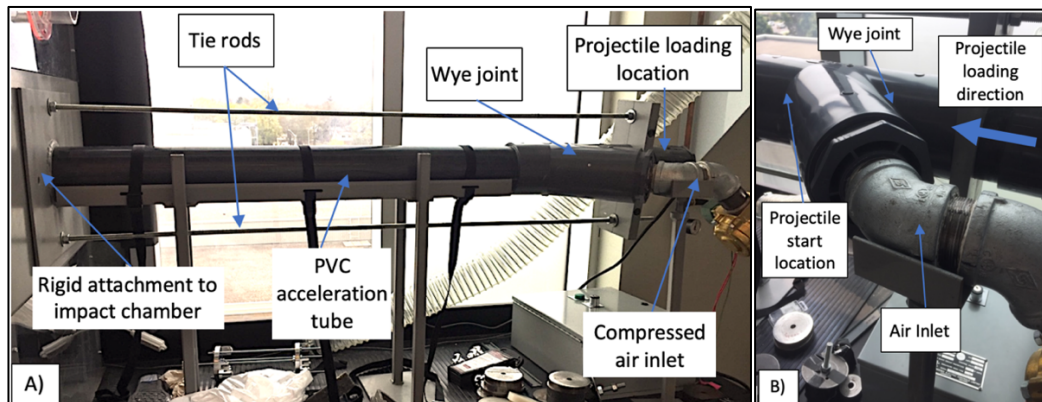 Tie rods
Wye joint
Projectile loading
location
Rigid attachment to
impact chamber
PVC
acceleration
tube
Compressed
air inlet
A)
Wye joint
Projectile
loading
direction
Projectile
start
location
Air Inlet
B)